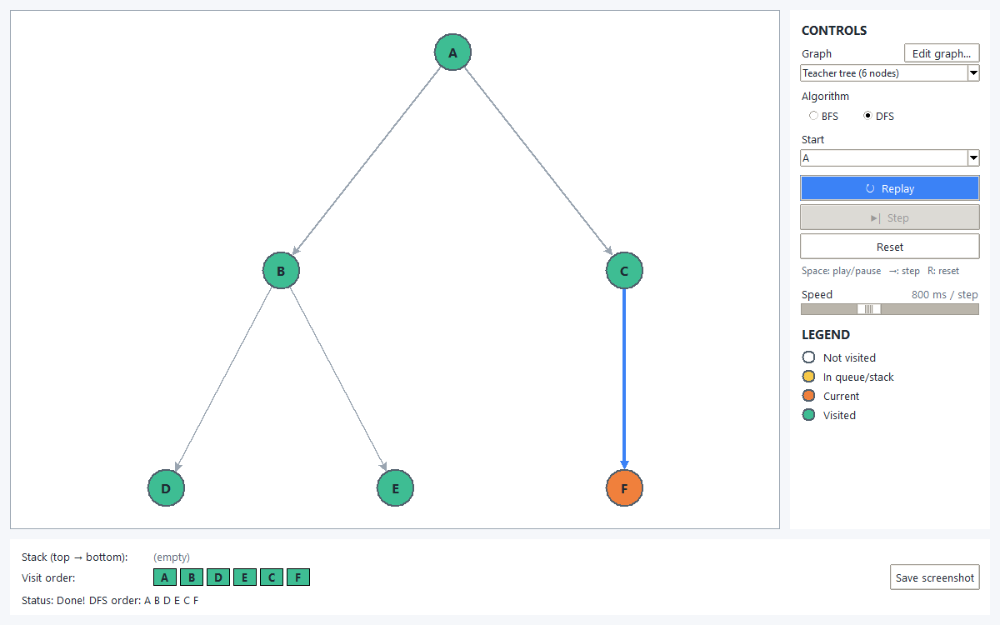 A
B
C
D
E
F
CONTROLS
Graph
Edit graph...
Teacher tree (6 nodes)
Algorithm
BFS
DFS
Start
A
↻ Replay
▶| Step
Reset
Space: play/pause →: step R: reset
Speed
800 ms / step
LEGEND
Not visited
In queue/stack
Current
Visited
Stack (top → bottom): (empty)
Visit order: A B D E C F
Status: Done! DFS order: A B D E C F
Save screenshot